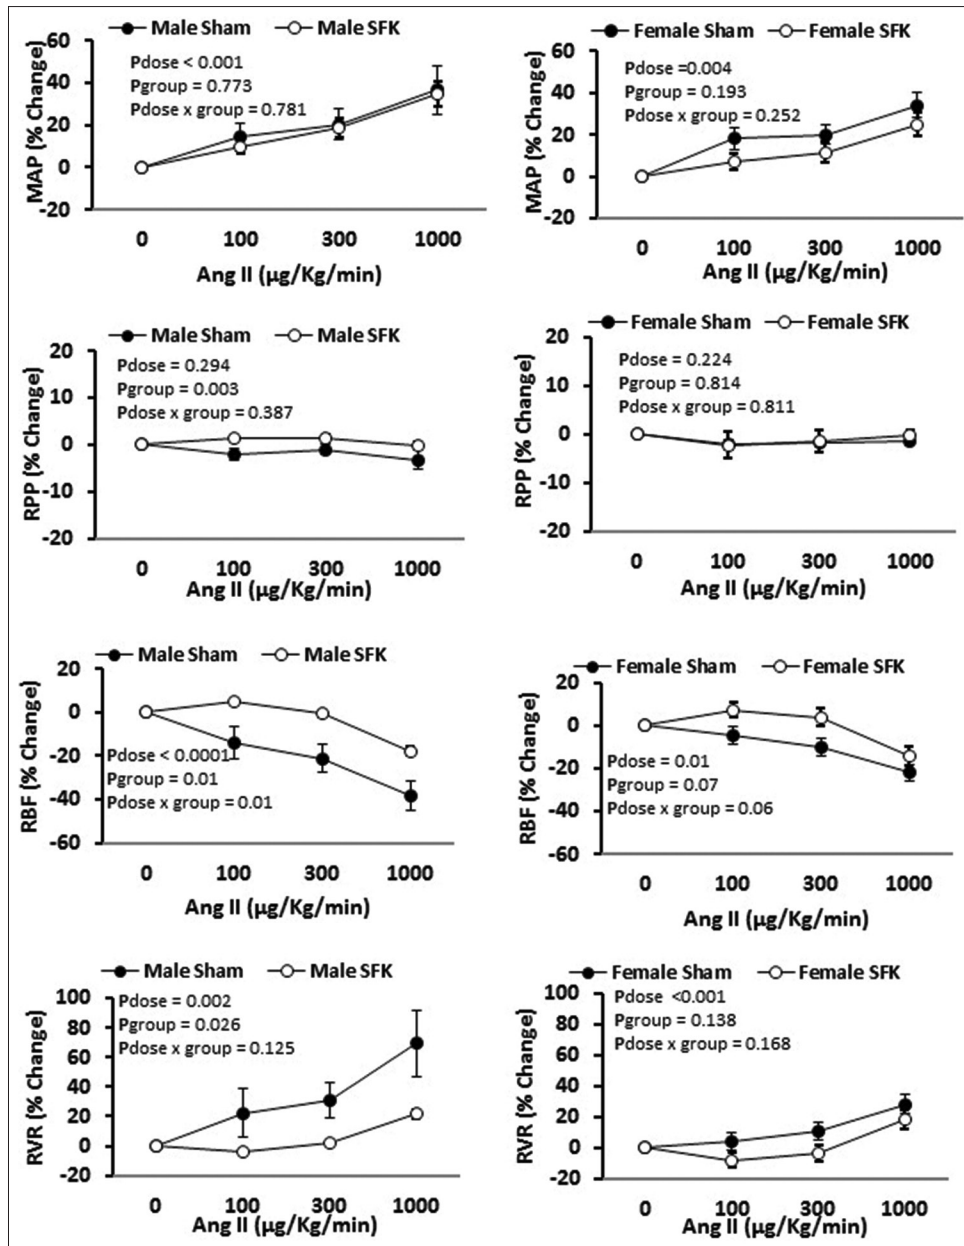 Male Sham Male SFK
MAP (% Change)
60
40
20
0
-20
Pdose < 0.001
Pgroup = 0.773
Pdose x group = 0.781
0 100 300 1000
Ang II (µg/Kg/min)
Female Sham Female SFK
MAP (% Change)
60
40
20
0
-20
Pdose =0.004
Pgroup = 0.193
Pdose x group = 0.252
0 100 300 1000
Ang II (µg/Kg/min)
Male Sham Male SFK
RPP (% Change)
20
10
0
-10
-20
Pdose = 0.294
Pgroup = 0.003
Pdose x group = 0.387
0 100 300 1000
Ang II (µg/Kg/min)
Female Sham Female SFK
RPP (% Change)
20
10
0
-10
-20
Pdose = 0.224
Pgroup = 0.814
Pdose x group = 0.811
0 100 300 1000
Ang II (µg/Kg/min)
Male Sham Male SFK
RBF (% Change)
20
0
-20
-40
-60
Pdose < 0.0001
Pgroup = 0.01
Pdose x group = 0.01
0 100 300 1000
Ang II (µg/Kg/min)
Female Sham Female SFK
RBF (% Change)
20
0
-20
-40
-60
Pdose = 0.01
Pgroup = 0.07
Pdose x group = 0.06
0 100 300 1000
Ang II (µg/Kg/min)
Male Sham Male SFK
RVR (% Change)
100
80
60
40
20
0
-20
Pdose = 0.002
Pgroup = 0.026
Pdose x group = 0.125
0 100 300 1000
Ang II (µg/Kg/min)
Female Sham Female SFK
RVR (% Change)
100
80
60
40
20
0
-20
Pdose <0.001
Pgroup = 0.138
Pdose x group = 0.168
0 100 300 1000
Ang II (µg/Kg/min)